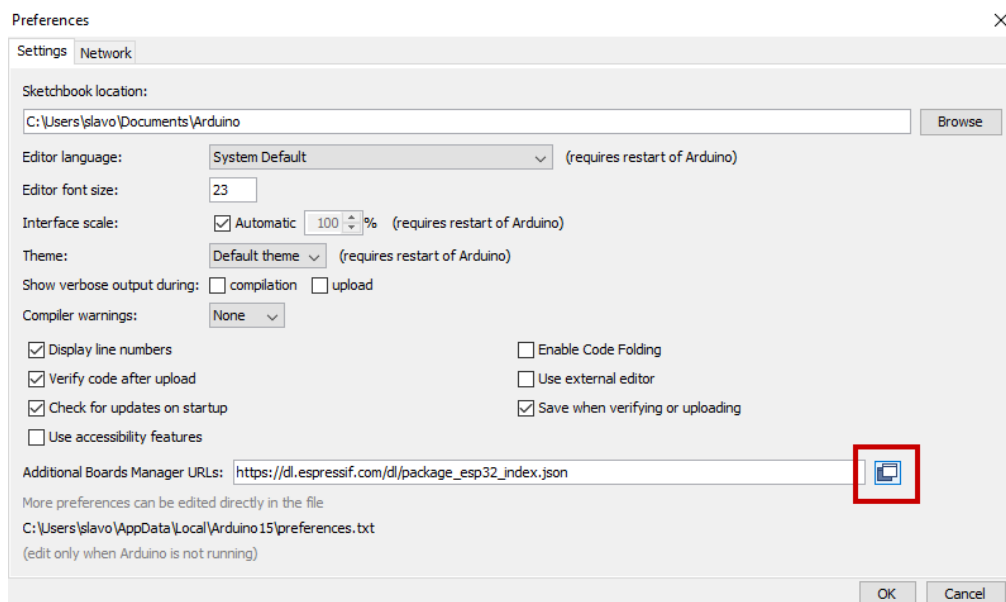 Preferences
Settings Network
Sketchbook location:
C:\Users\slavo\Documents\Arduino Browse
Editor language: System Default (requires restart of Arduino)
Editor font size: 23
Interface scale: Automatic 100 % (requires restart of Arduino)
Theme: Default theme (requires restart of Arduino)
Show verbose output during: compilation upload
Compiler warnings: None
Display line numbers Enable Code Folding
Verify code after upload Use external editor
Check for updates on startup Save when verifying or uploading
Use accessibility features
Additional Boards Manager URLs: https://dl.espressif.com/dl/package_esp32_index.json
More preferences can be edited directly in the file
C:\Users\slavo\AppData\Local\Arduino15\preferences.txt
(edit only when Arduino is not running)
OK Cancel